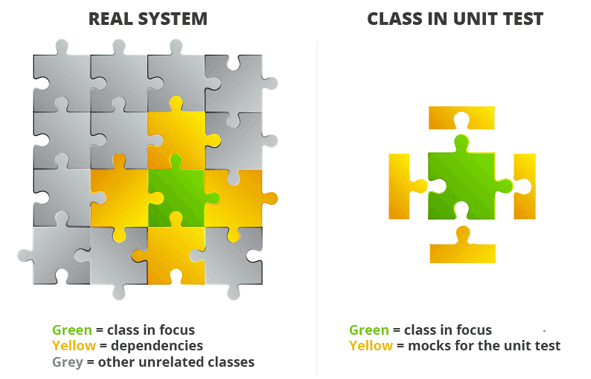 REAL SYSTEM
CLASS IN UNIT TEST
Green = class in focus
Yellow = dependencies
Grey = other unrelated classes
Green = class in focus -
Yellow = mocks for the unit test